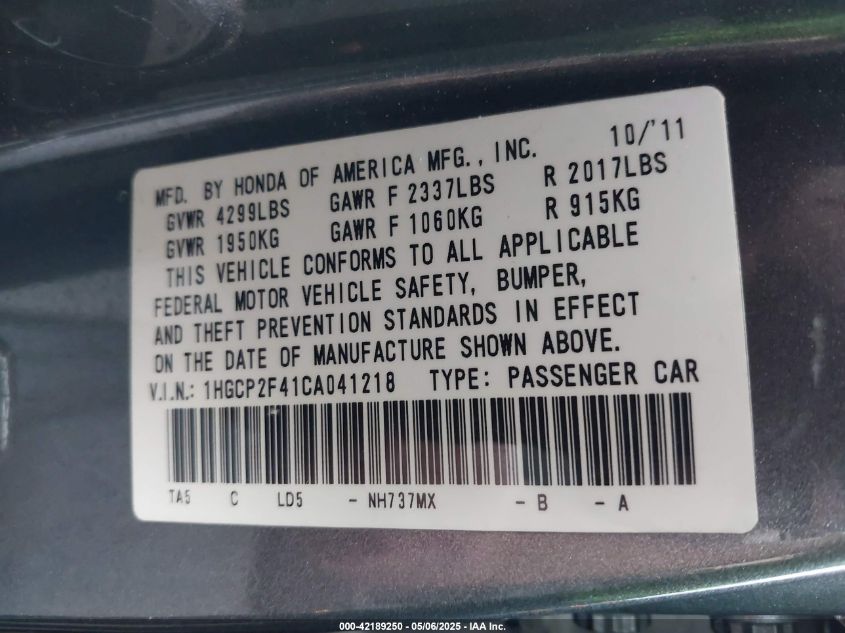 10/'11
MFD. BY HONDA OF AMERICA MFG., INC.
GVWR 4299LBS GAWR F 2337LBS R 2017LBS
GVWR 1950KG GAWR F 1060KG R 915KG
THIS VEHICLE CONFORMS TO ALL APPLICABLE
FEDERAL MOTOR VEHICLE SAFETY, BUMPER,
AND THEFT PREVENTION STANDARDS IN EFFECT
ON THE DATE OF MANUFACTURE SHOWN ABOVE.
V.I.N.: 1HGCP2F41CA041218 TYPE: PASSENGER CAR
TA5 C LD5 - NH737MX - B - A
000-42189250 - 05/06/2025 - IAA Inc.